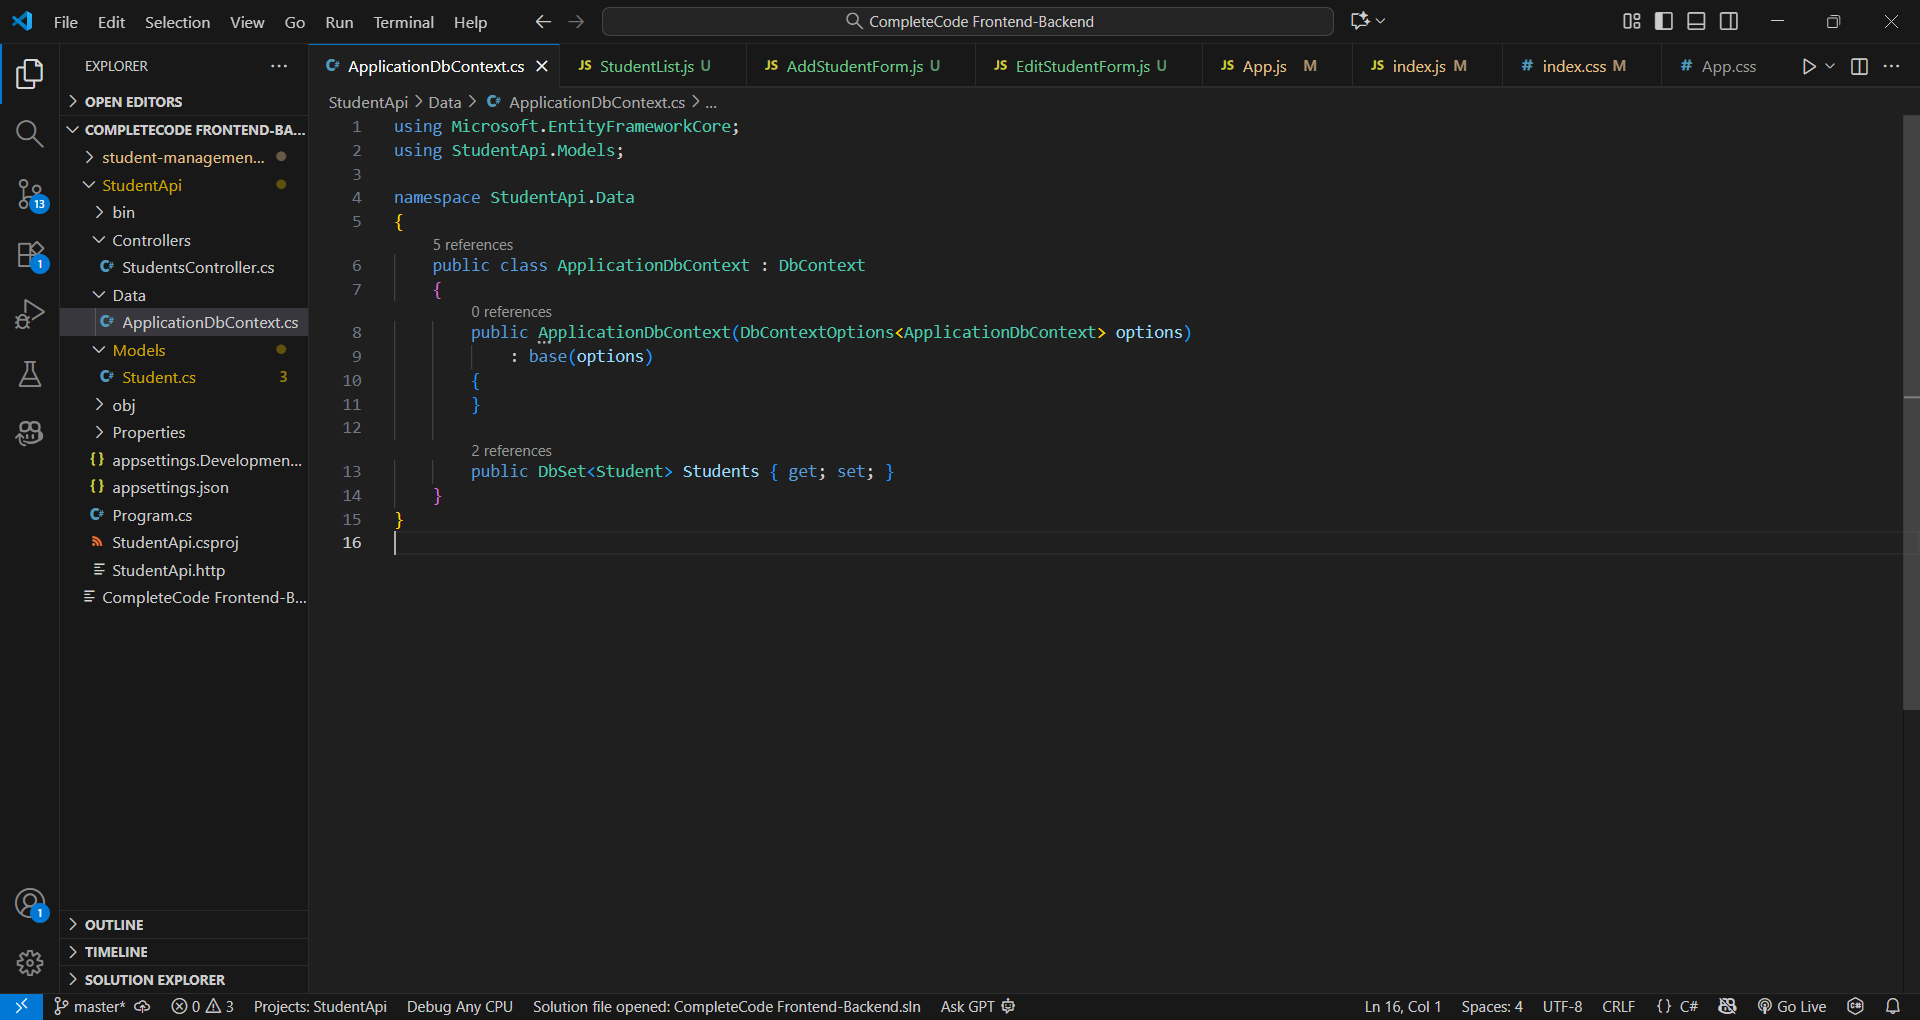 File Edit Selection View Go Run Terminal Help
CompleteCode Frontend-Backend
EXPLORER
OPEN EDITORS
COMPLETECODE FRONTEND-BA...
student-managemen...
StudentApi
bin
Controllers
C# StudentsController.cs
Data
C# ApplicationDbContext.cs
Models
C# Student.cs 3
obj
Properties
{} appsettings.Developmen...
{} appsettings.json
C# Program.cs
StudentApi.csproj
StudentApi.http
CompleteCode Frontend-B...
OUTLINE
TIMELINE
SOLUTION EXPLORER
13
1
1
C# ApplicationDbContext.cs JS StudentList.js U JS AddStudentForm.js U JS EditStudentForm.js U JS App.js M JS index.js M # index.css M # App.css
StudentApi > Data > C# ApplicationDbContext.cs > ...
1 using Microsoft.EntityFrameworkCore;
2 using StudentApi.Models;
3
4 namespace StudentApi.Data
5 {
5 references
6 public class ApplicationDbContext : DbContext
7 {
0 references
8 public ApplicationDbContext(DbContextOptions<ApplicationDbContext> options)
9 : base(options)
10 {
11 }
12
2 references
13 public DbSet<Student> Students { get; set; }
14 }
15 }
16
master* 0 3 Projects: StudentApi Debug Any CPU Solution file opened: CompleteCode Frontend-Backend.sln Ask GPT Ln 16, Col 1 Spaces: 4 UTF-8 CRLF {} C# Go Live